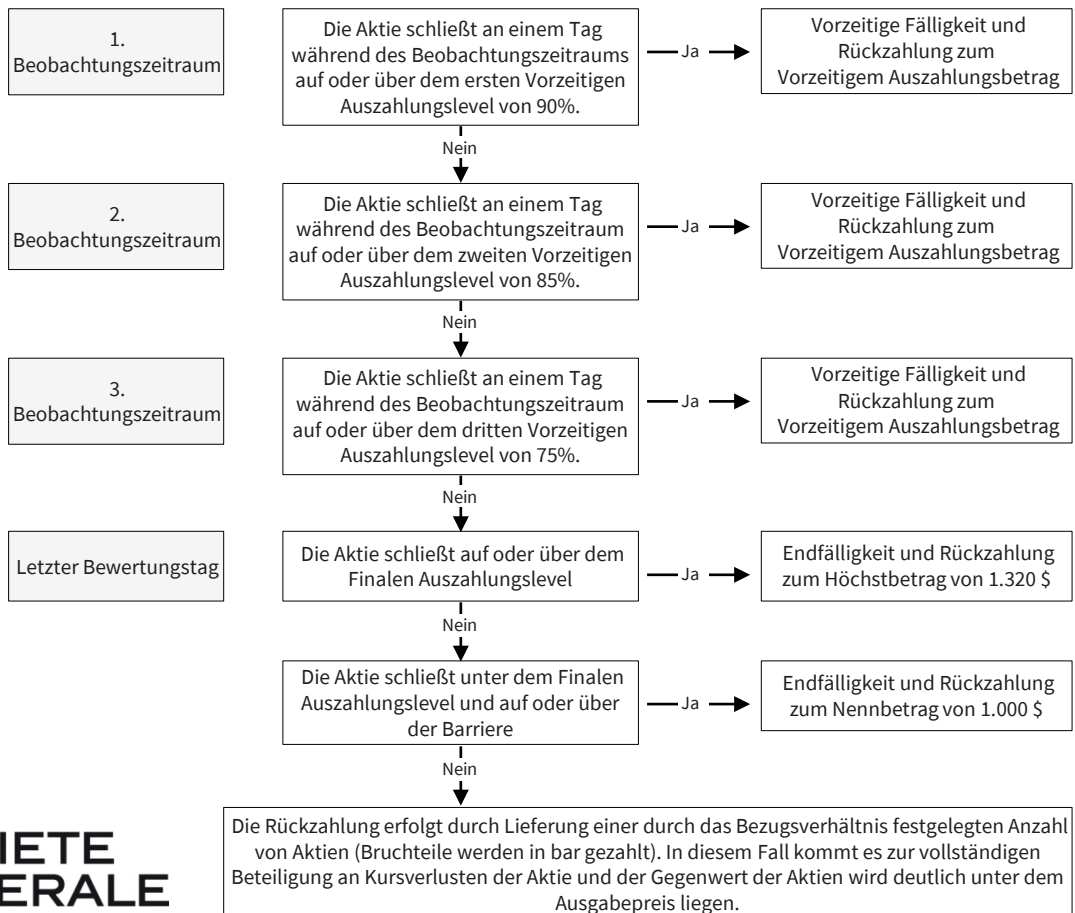 1.
Beobachtungszeitraum
Die Aktie schließt an einem Tag
während des Beobachtungszeitraums
auf oder über dem ersten Vorzeitigen
Auszahlungslevel von 90%.
Ja
Vorzeitige Fälligkeit und
Rückzahlung zum
Vorzeitigem Auszahlungsbetrag
Nein
2.
Beobachtungszeitraum
Die Aktie schließt an einem Tag
während des Beobachtungszeitraum
auf oder über dem zweiten Vorzeitigen
Auszahlungslevel von 85%.
Ja
Vorzeitige Fälligkeit und
Rückzahlung zum
Vorzeitigem Auszahlungsbetrag
Nein
3.
Beobachtungszeitraum
Die Aktie schließt an einem Tag
während des Beobachtungszeitraum
auf oder über dem dritten Vorzeitigen
Auszahlungslevel von 75%.
Ja
Vorzeitige Fälligkeit und
Rückzahlung zum
Vorzeitigem Auszahlungsbetrag
Nein
Letzter Bewertungstag
Die Aktie schließt auf oder über dem
Finalen Auszahlungslevel
Ja
Endfälligkeit und Rückzahlung
zum Höchstbetrag von 1.320 $
Nein
Die Aktie schließt unter dem Finalen
Auszahlungslevel und auf oder über
der Barriere
Ja
Endfälligkeit und Rückzahlung
zum Nennbetrag von 1.000 $
Nein
Die Rückzahlung erfolgt durch Lieferung einer durch das Bezugsverhältnis festgelegten Anzahl
von Aktien (Bruchteile werden in bar gezahlt). In diesem Fall kommt es zur vollständigen
Beteiligung an Kursverlusten der Aktie und der Gegenwert der Aktien wird deutlich unter dem
Ausgabepreis liegen.
IETE
ERALE